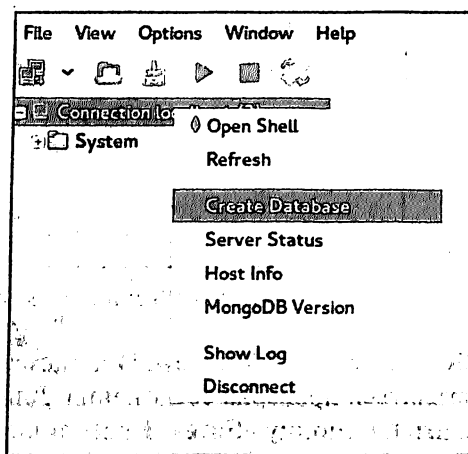 File View Options Window Help
Connection
Open Shell
System
Refresh
Create Database
Server Status
Host Info
MongoDB Version
Show Log
Disconnect